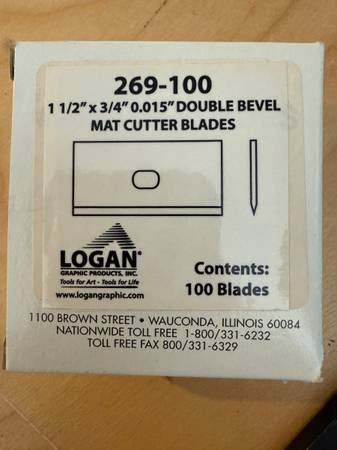 269-100
1 1/2” x 3/4” 0.015” DOUBLE BEVEL
MAT CUTTER BLADES
LOGAN®
GRAPHIC PRODUCTS, INC.
Tools for Art - Tools for Life
www.logangraphic.com
Contents:
100 Blades
1100 BROWN STREET • WAUCONDA, ILLINOIS 60084
NATIONWIDE TOLL FREE 1-800/331-6232
TOLL FREE FAX 800/331-6329